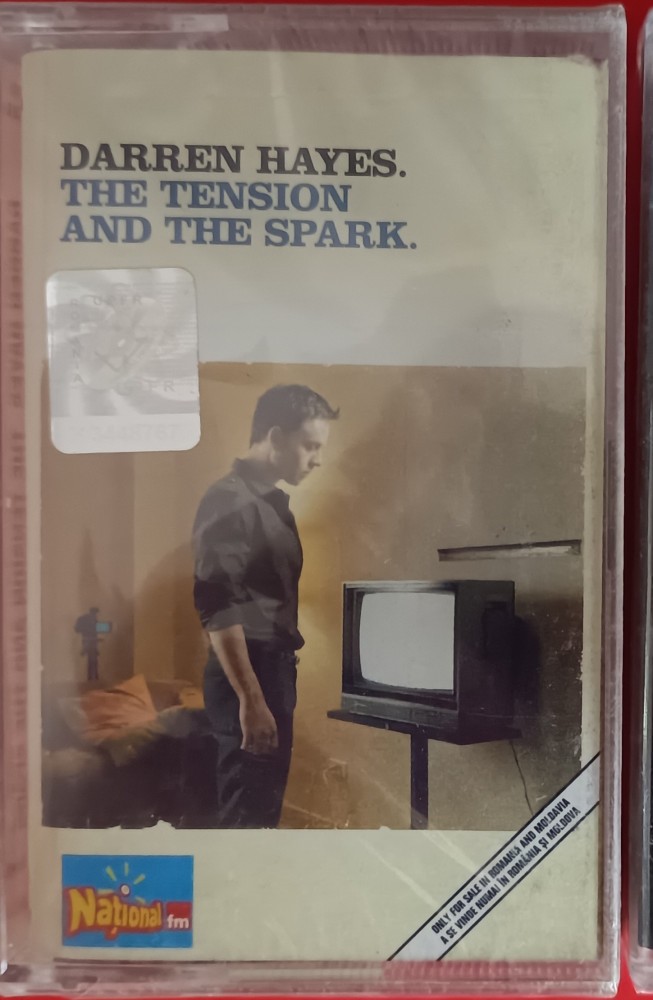 DARREN HAYES.
THE TENSION
AND THE SPARK.
Național fm
ONLY FOR SALE IN ROMANIA AND MOLDAVIA
A SE VINDE NUMAI ÎN ROMÂNIA ȘI MOLDOVA